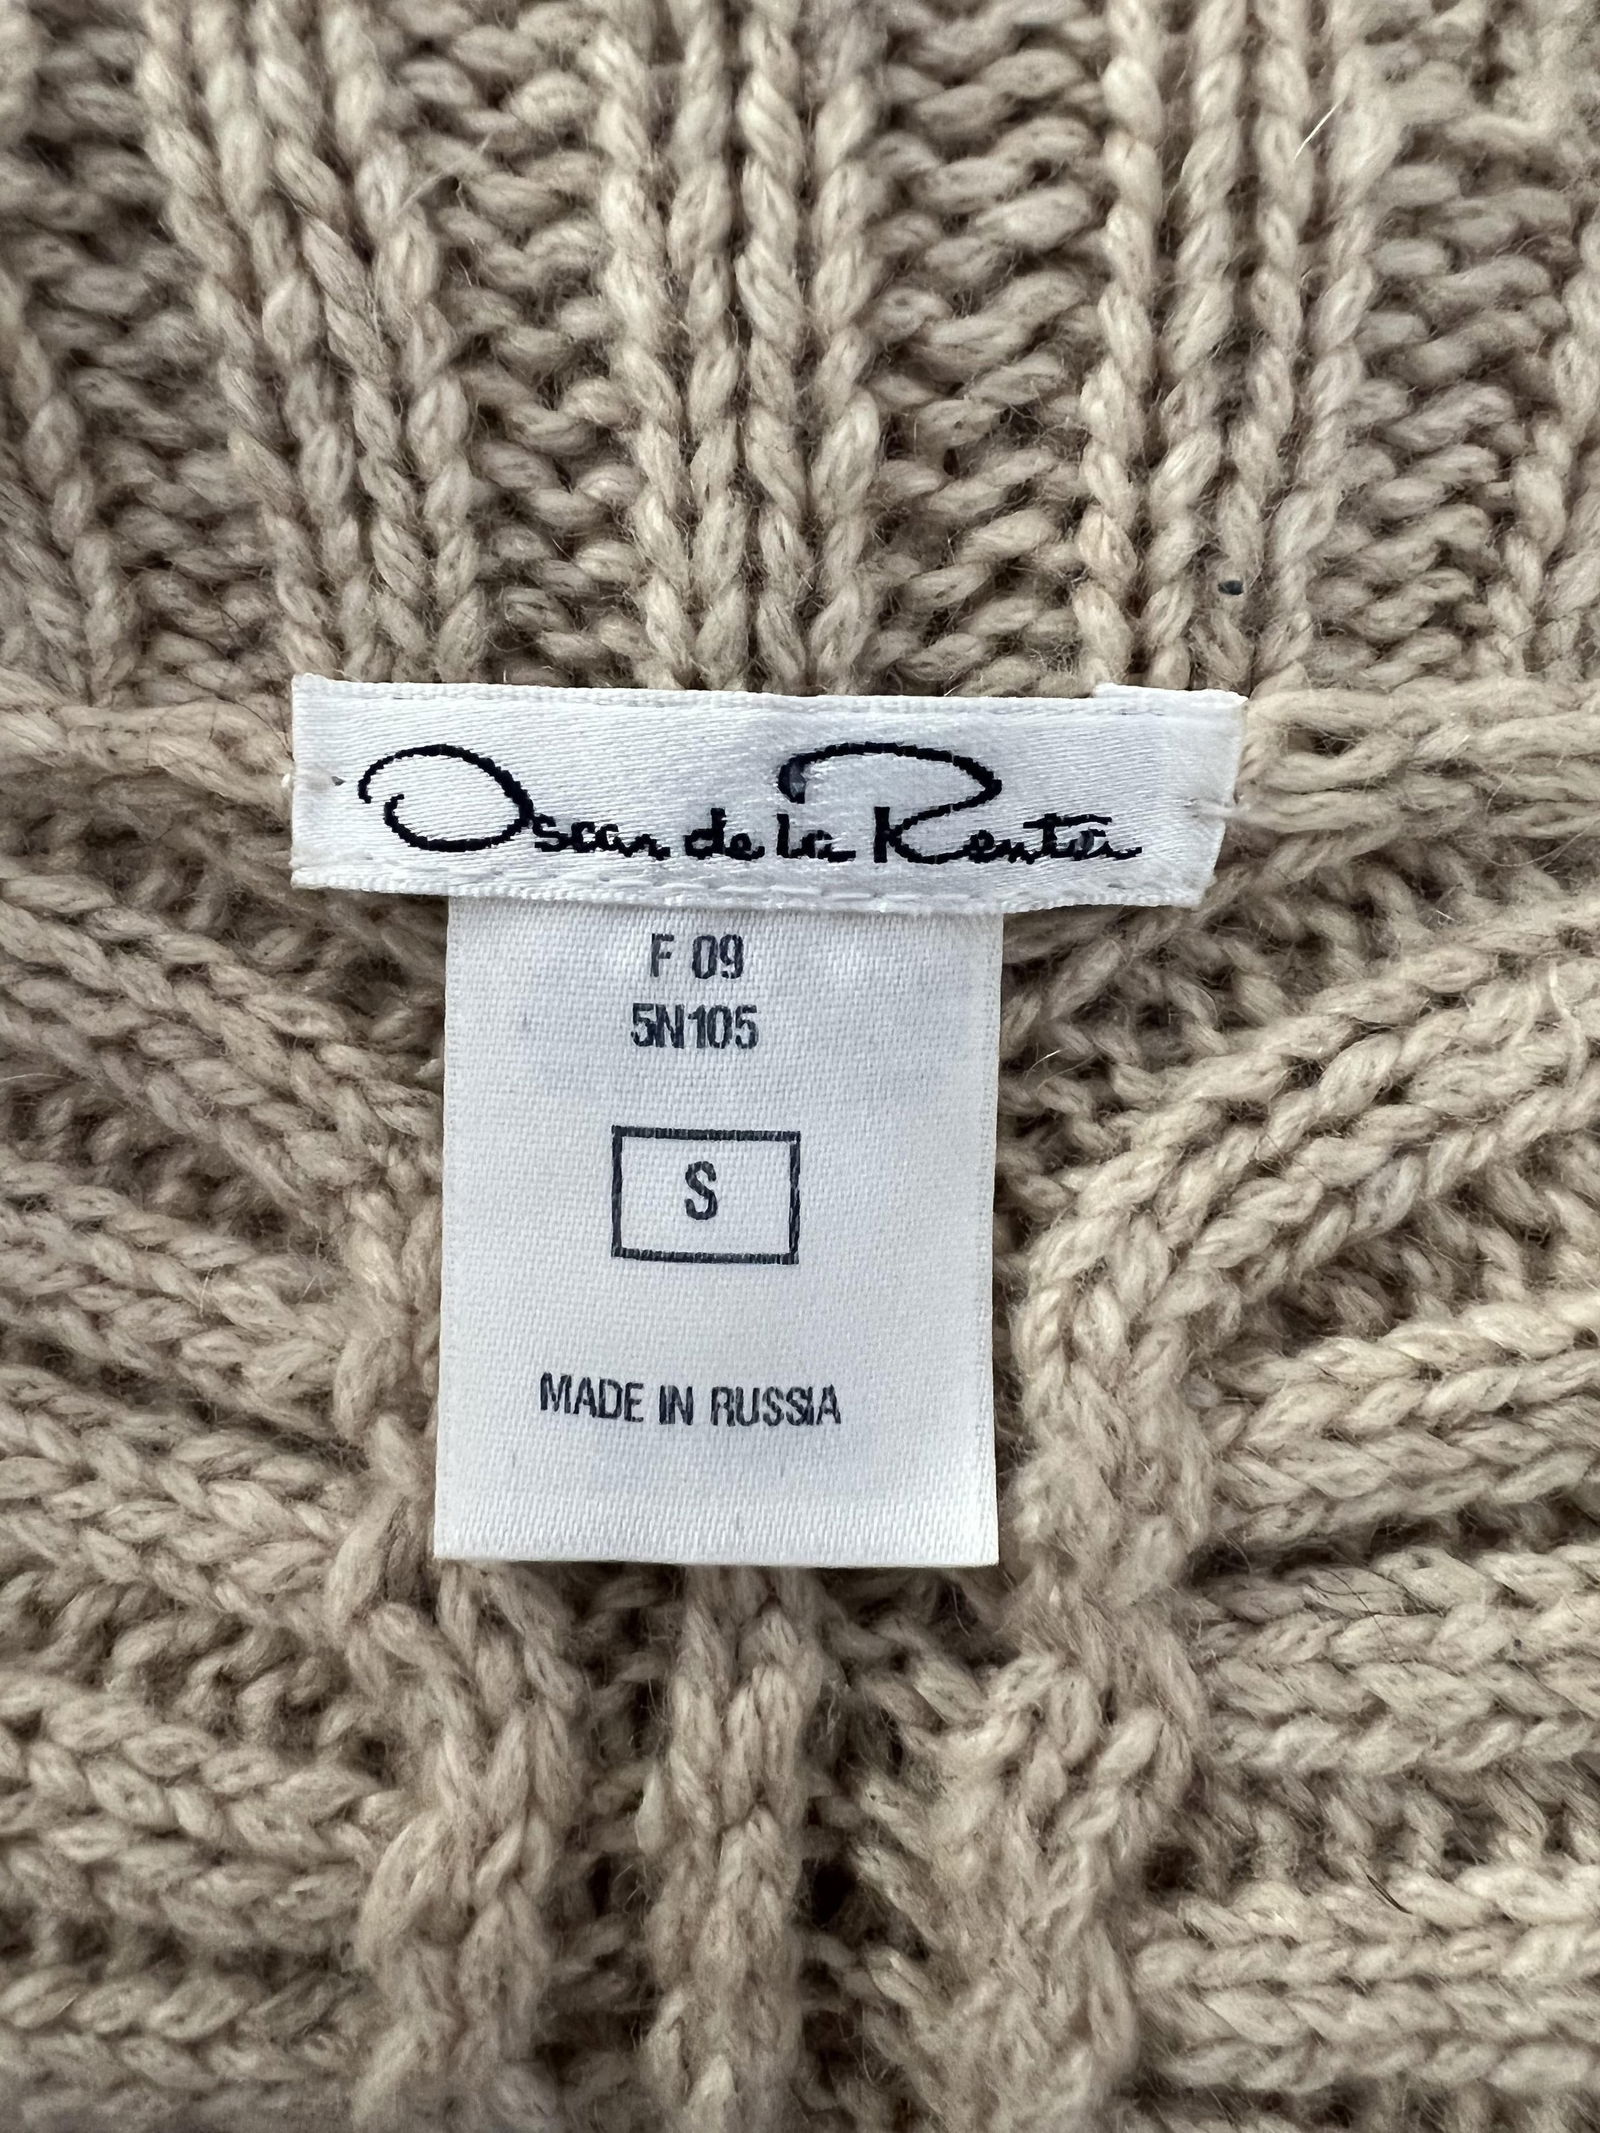 Oscar de la Renta
F 09
5N105
S
MADE IN RUSSIA